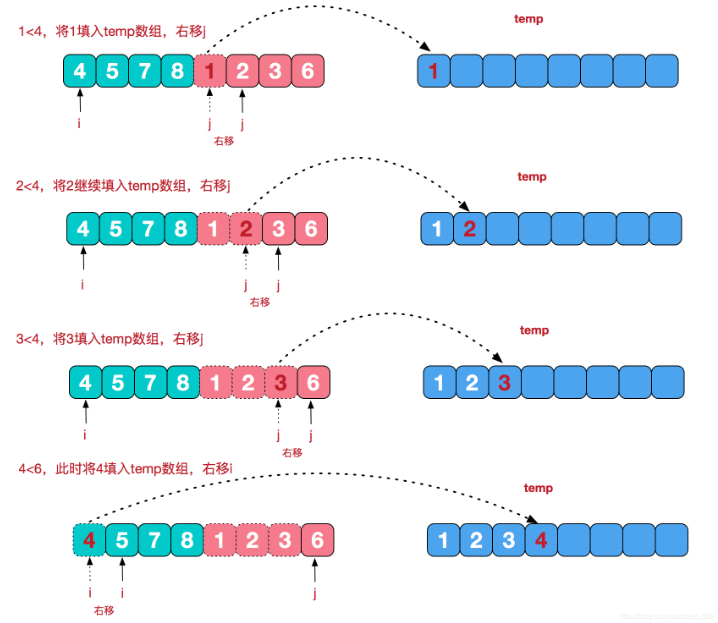 1<4，将1填入temp数组，右移j
temp
4 5 7 8 1 2 3 6
1
i
j
j
右移
2<4，将2继续填入temp数组，右移j
temp
4 5 7 8 1 2 3 6
1 2
i
j
j
右移
3<4，将3填入temp数组，右移j
temp
4 5 7 8 1 2 3 6
1 2 3
i
j
j
右移
4<6，此时将4填入temp数组，右移i
temp
4 5 7 8 1 2 3 6
1 2 3 4
i
i
j
右移